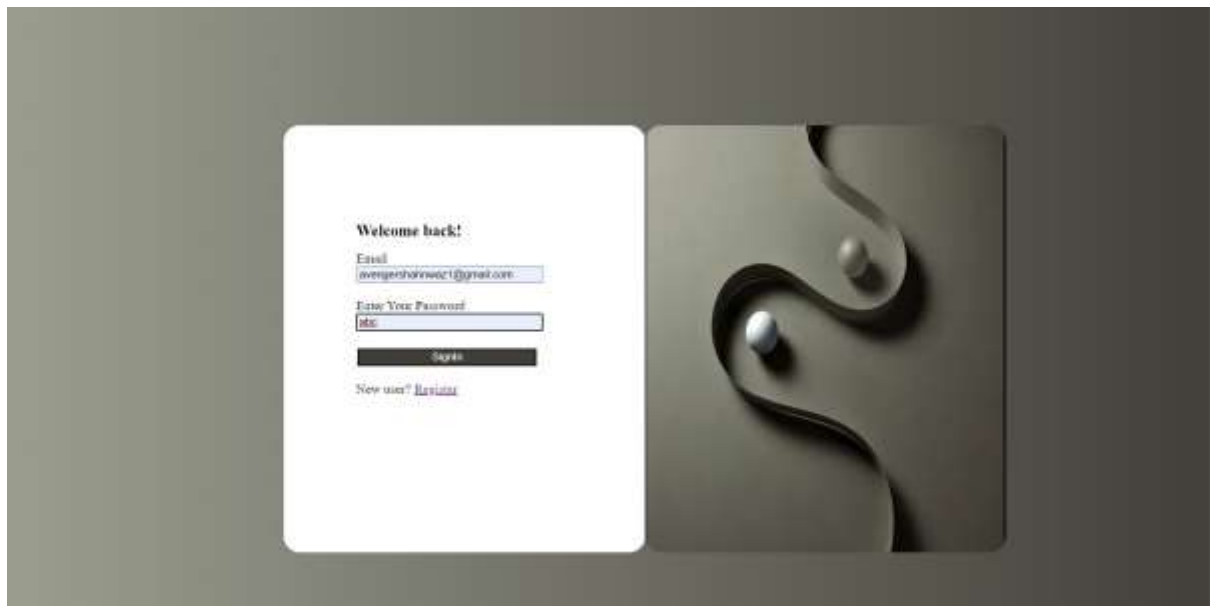 Welcome back!
Email
avengershahnwaz1@gmail.com
Enter Your Password
abc
SignIn
New user? Register